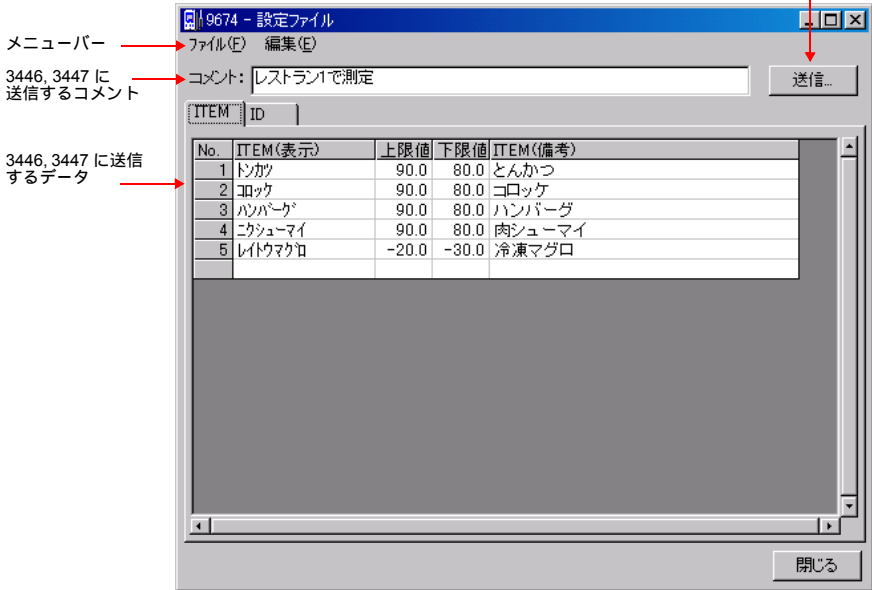 9674 - 設定ファイル
メニューバー
ﾌｧｲﾙ(F) 編集(E)
3446, 3447 に
送信するコメント
コメント: レストラン1で測定
送信...
ITEM ID
3446, 3447 に送信
するデータ
No. ITEM(表示) 上限値 下限値 ITEM(備考)
1 ﾄﾝｶﾂ 90.0 80.0 とんかつ
2 ｺﾛｯｹ 90.0 80.0 コロッケ
3 ﾊﾝﾊﾞｰｸﾞ 90.0 80.0 ハンバーグ
4 ﾆｸｼｭｰﾏｲ 90.0 80.0 肉シューマイ
5 ﾚｲﾄｳﾏｸﾞﾛ -20.0 -30.0 冷凍マグロ
閉じる